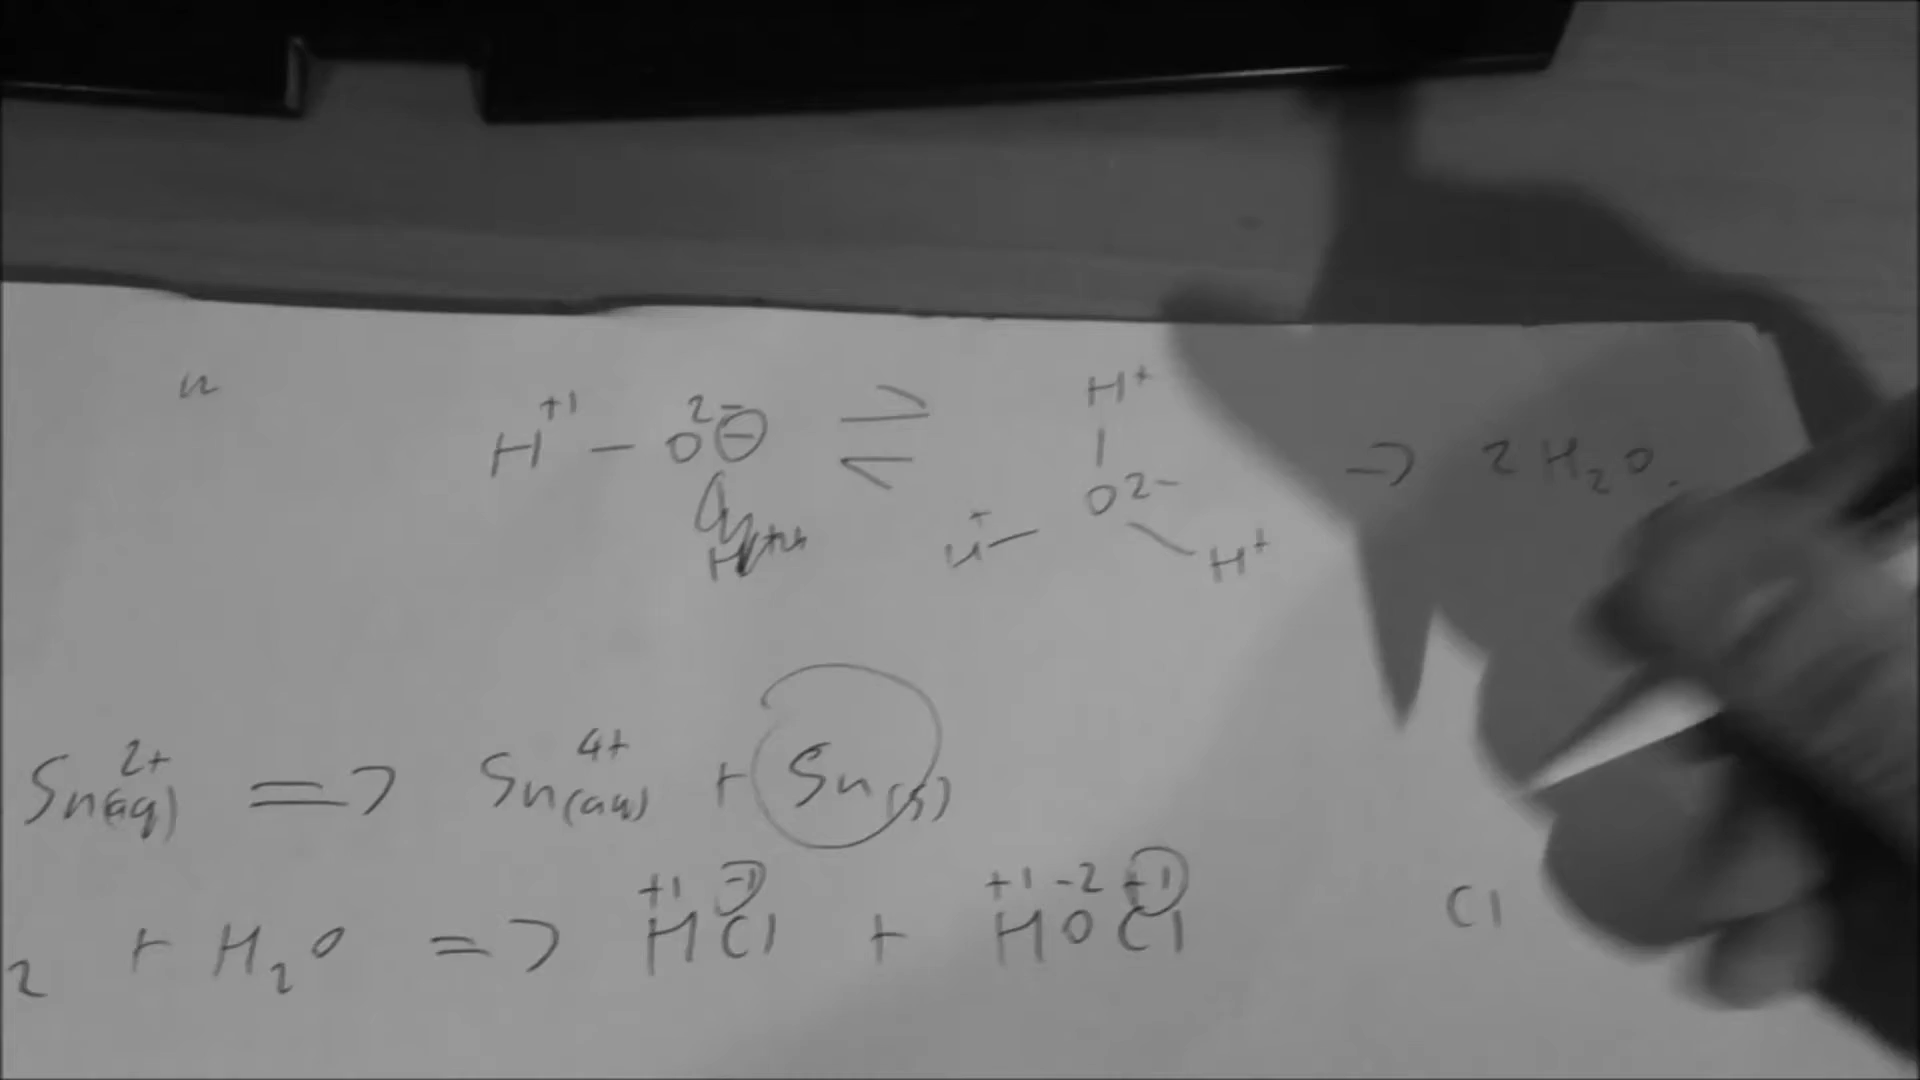 H⁺¹ – O²⁻ ⊖ ⇌ H⁺ | O²⁻ H⁺ – \ H⁺ → 2H₂O.
Sn²⁺(aq) => Sn⁴⁺(aq) + Sn(s)
+1 -1 +1 -2 +1
2 + H₂O => HCl + HOCl Cl